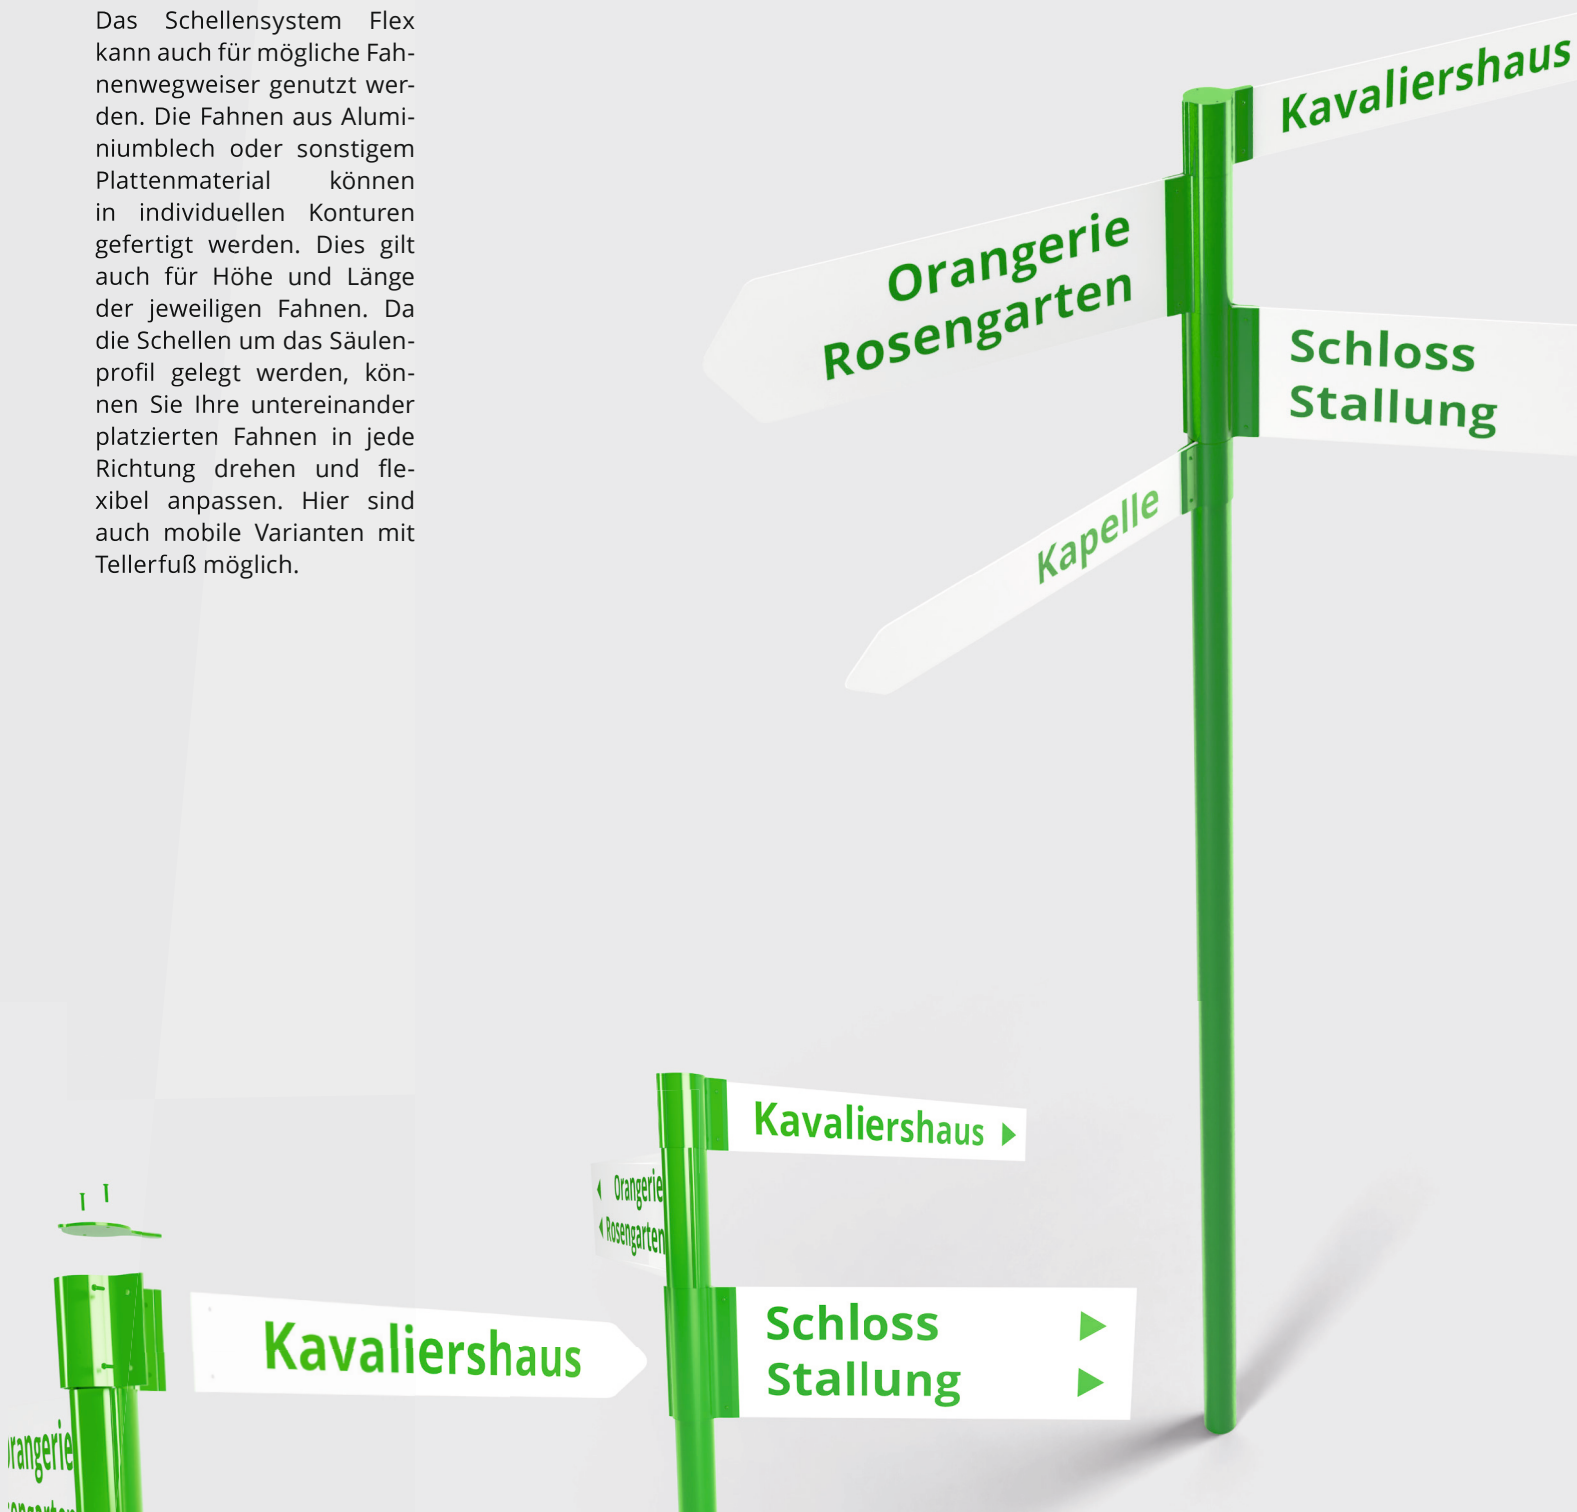 Das Schellensystem Flex
kann auch für mögliche Fah-
nenwegweiser genutzt wer-
den. Die Fahnen aus Alumi-
niumblech oder sonstigem
Plattenmaterial können
in individuellen Konturen
gefertigt werden. Dies gilt
auch für Höhe und Länge
der jeweiligen Fahnen. Da
die Schellen um das Säulen-
profil gelegt werden, kön-
nen Sie Ihre untereinander
platzierten Fahnen in jede
Richtung drehen und fle-
xibel anpassen. Hier sind
auch mobile Varianten mit
Tellerfuß möglich.
Kavaliershaus
Orangerie
Rosengarten
Schloss
Stallung
Kapelle
Kavaliershaus
Orangerie
Rosengarten
Schloss
Stallung
Kavaliershaus